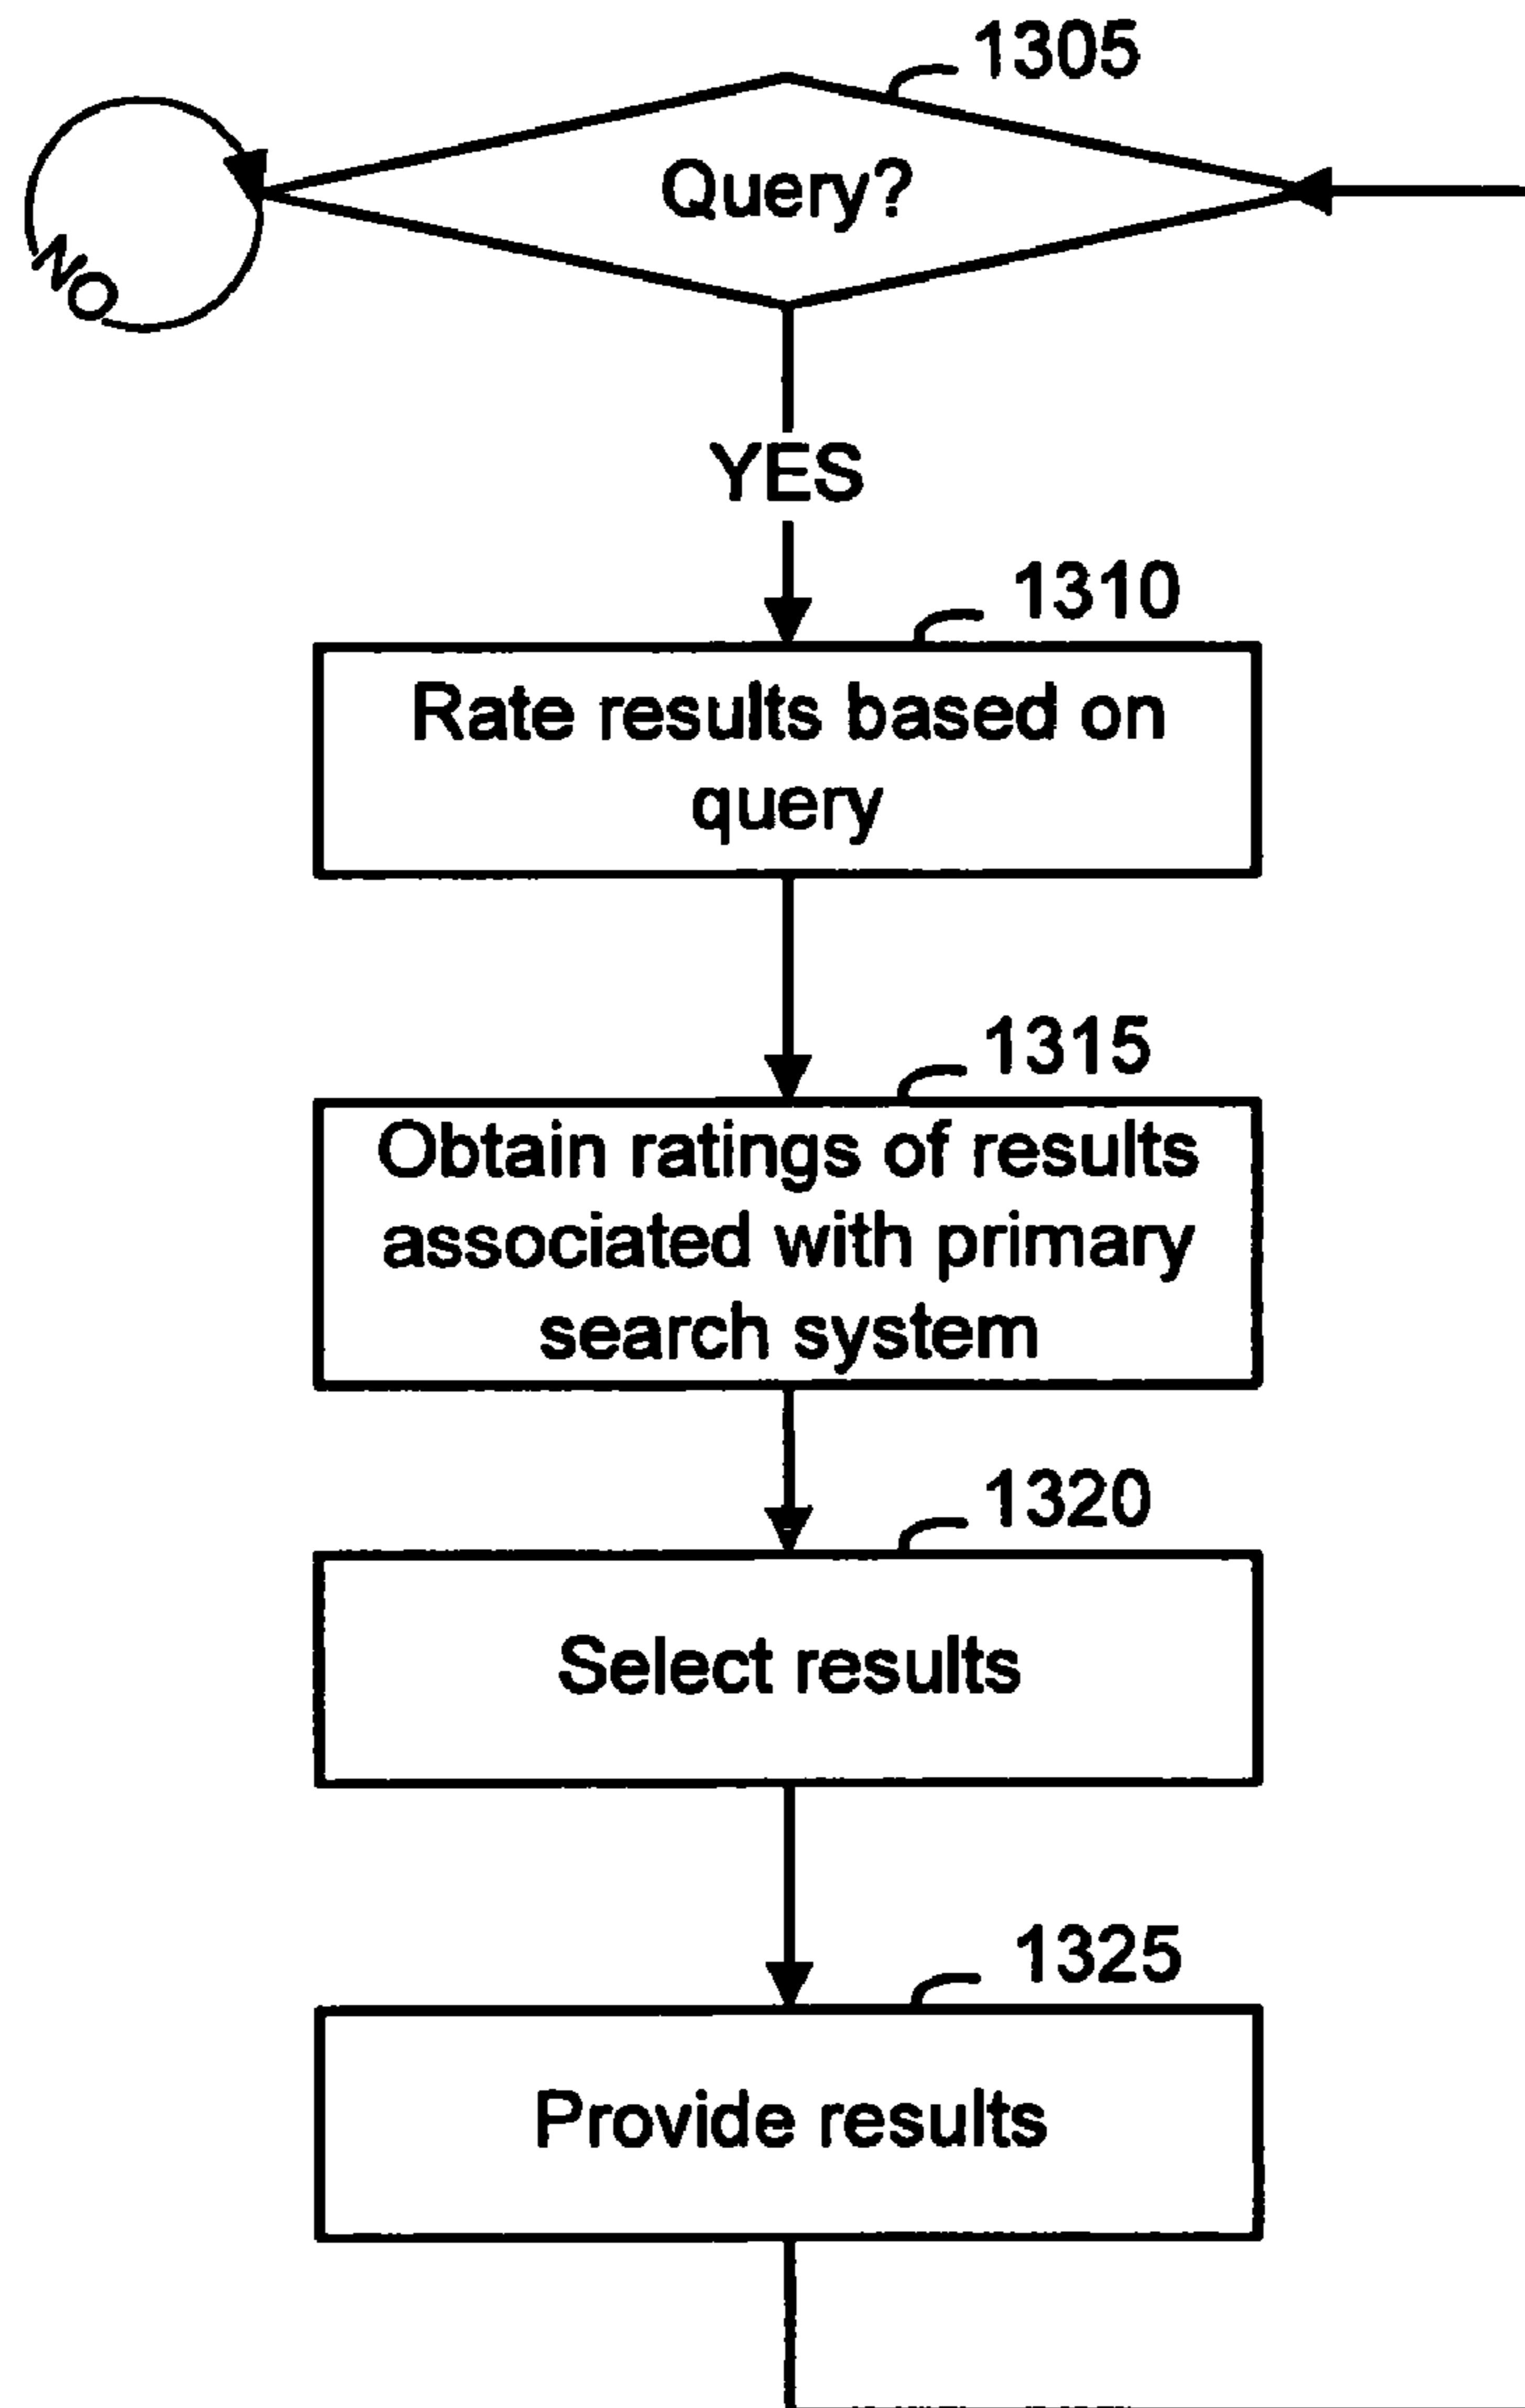 1305
Query?
NO
YES
1310
Rate results based on
query
1315
Obtain ratings of results
associated with primary
search system
1320
Select results
1325
Provide results